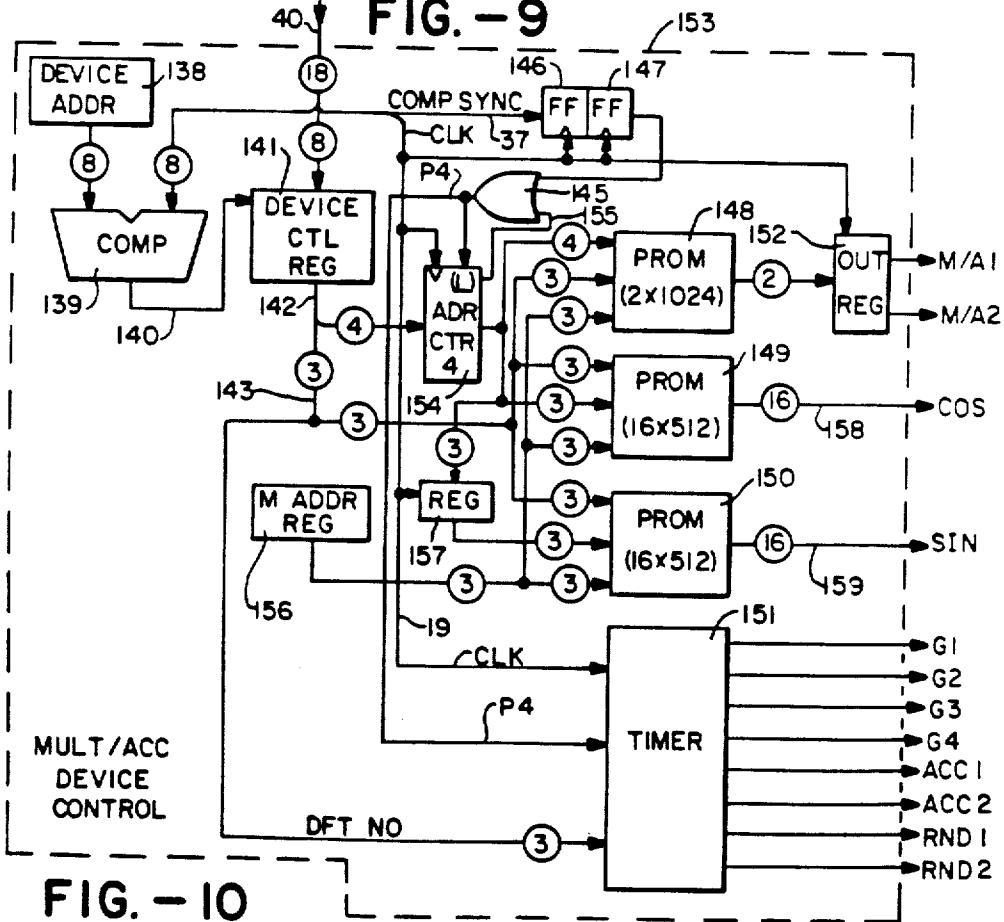 FIG. -9
40
153
DEVICE
ADDR
138
18
146
147
FF
FF
COMP SYNC
37
CLK
8
8
8
141
P4
145
155
DEVICE
CTL
REG
COMP
139
140
142
148
4
3
3
PROM
(2x1024)
2
152
OUT
REG
M/A1
M/A2
(L)
ADR
CTR
4
154
4
3
143
3
3
3
3
3
149
PROM
(16x512)
16
158
COS
M ADDR
REG
156
REG
157
3
3
3
3
150
PROM
(16x512)
16
159
SIN
19
CLK
P4
151
TIMER
G1
G2
G3
G4
ACC 1
ACC 2
RND 1
RND 2
MULT/ACC
DEVICE
CONTROL
DFT NO
3
FIG. -10